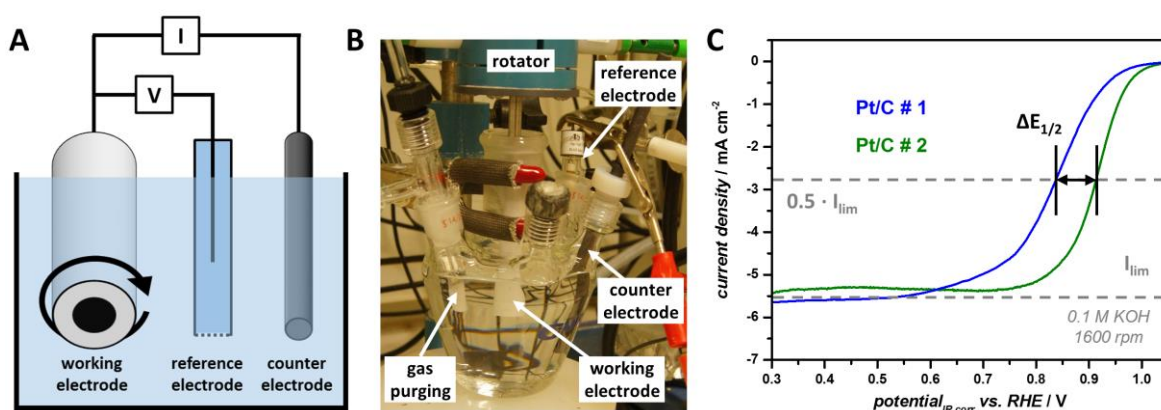 A
I
V
working
electrode
reference
electrode
counter
electrode
B
rotator
reference
electrode
counter
electrode
gas
purging
working
electrode
C
current density / mA cm⁻²
0
-1
-2
-3
-4
-5
-6
-7
Pt/C # 1
Pt/C # 2
ΔE₁/₂
0.5 · Iₗᵢₘ
Iₗᵢₘ
0.1 M KOH
1600 rpm
0.3 0.4 0.5 0.6 0.7 0.8 0.9 1.0
potential_IR corr vs. RHE / V